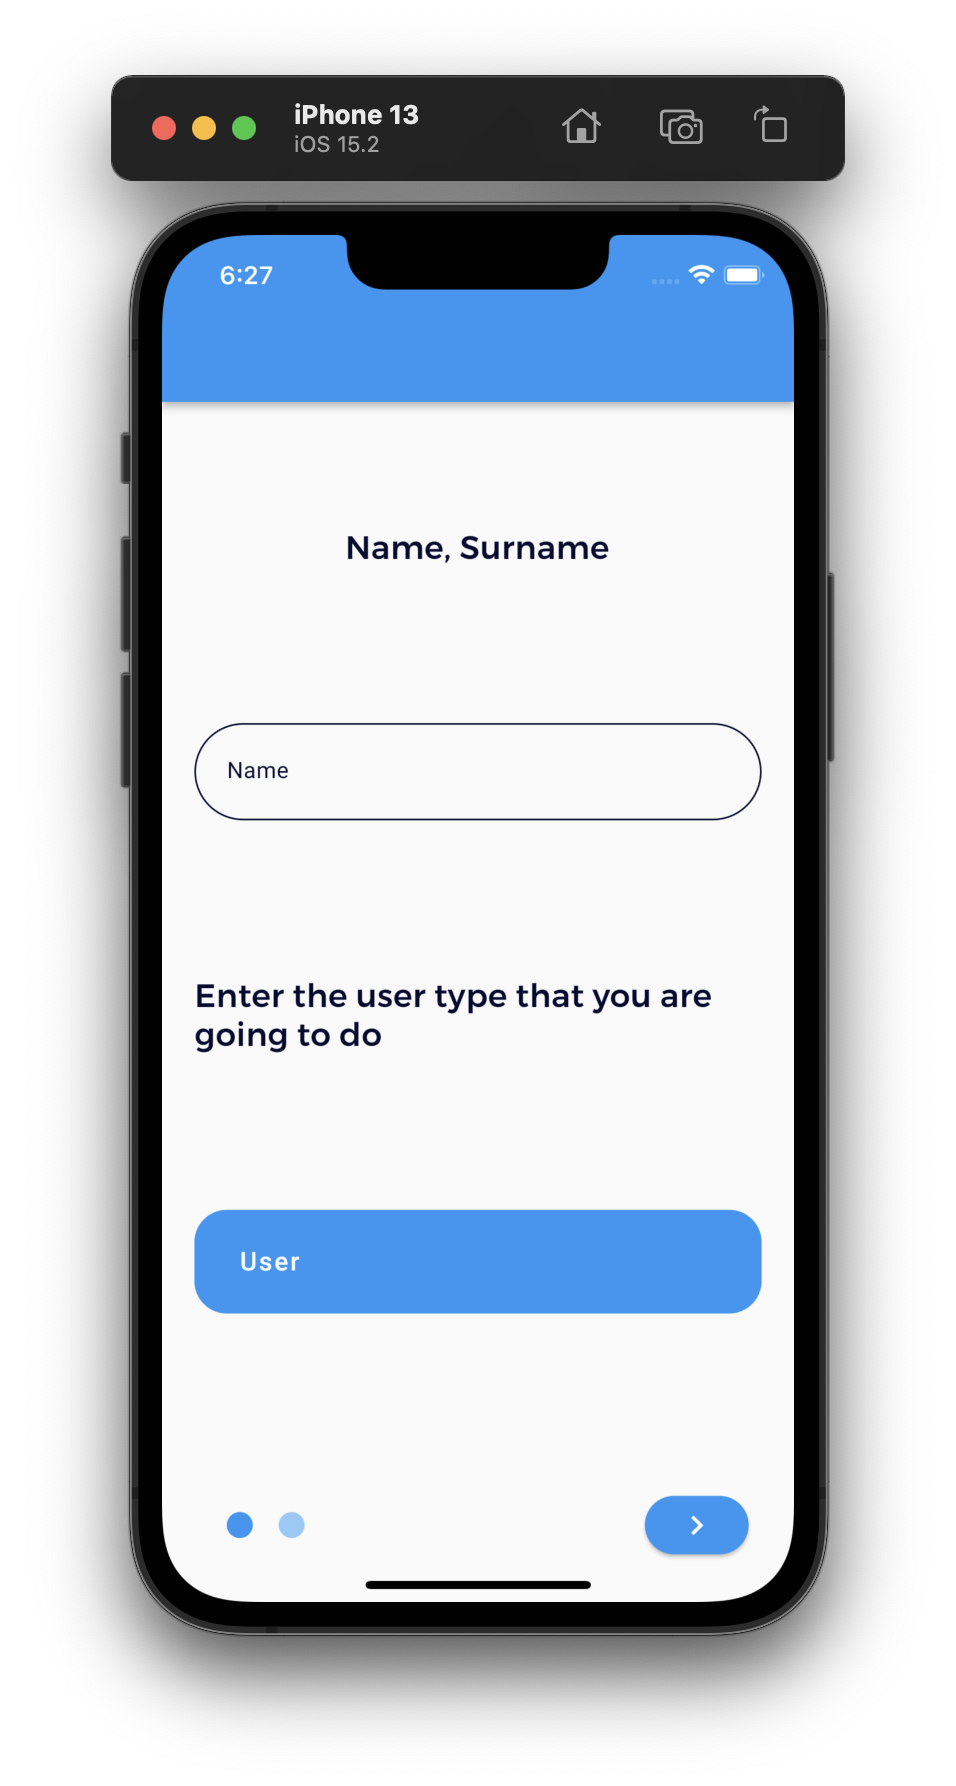 iPhone 13
iOS 15.2
6:27
Name, Surname
Name
Enter the user type that you are
going to do
User